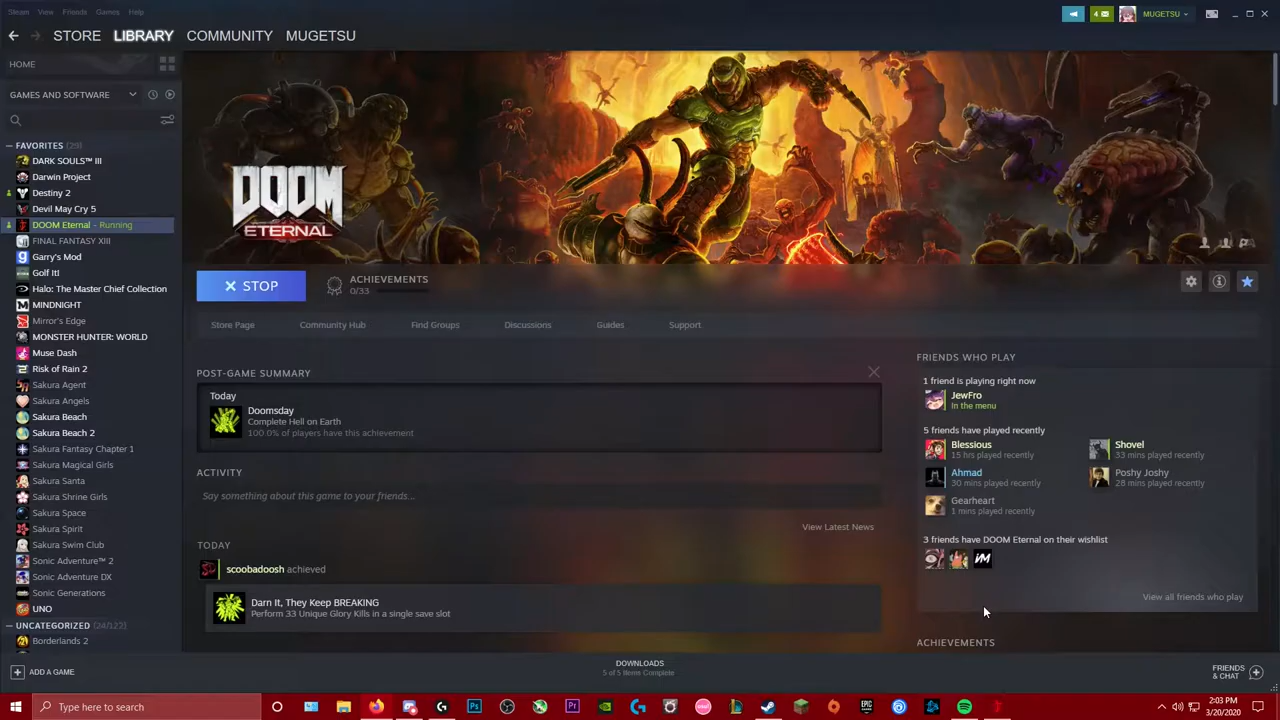 Steam View Friends Games Help
4
MUGETSU
STORE LIBRARY COMMUNITY MUGETSU
HOME
GAMES AND SOFTWARE
FAVORITES (29)
DARK SOULS™ III
Darwin Project
Destiny 2
Devil May Cry 5
DOOM Eternal - Running
FINAL FANTASY XIII
Garry's Mod
Golf It!
Halo: The Master Chief Collection
MINDNIGHT
Mirror's Edge
MONSTER HUNTER: WORLD
Muse Dash
Risk of Rain 2
Sakura Agent
Sakura Angels
Sakura Beach
Sakura Beach 2
Sakura Fantasy Chapter 1
Sakura Magical Girls
Sakura Santa
Sakura Shrine Girls
Sakura Space
Sakura Spirit
Sakura Swim Club
Sonic Adventure™ 2
Sonic Adventure DX
Sonic Generations
UNO
UNCATEGORIZED (24/122)
Borderlands 2
ADD A GAME
DOOM
ETERNAL
STOP
ACHIEVEMENTS
0/33
Store Page Community Hub Find Groups Discussions Guides Support
POST-GAME SUMMARY
Today
Doomsday
Complete Hell on Earth
100.0% of players have this achievement
ACTIVITY
Say something about this game to your friends...
View Latest News
TODAY
scoobadoosh achieved
Darn It, They Keep BREAKING
Perform 33 Unique Glory Kills in a single save slot
FRIENDS WHO PLAY
1 friend is playing right now
JewFro
In the menu
5 friends have played recently
Blessious
15 hrs played recently
Shovel
33 mins played recently
Ahmad
30 mins played recently
Poshy Joshy
28 mins played recently
Gearheart
1 mins played recently
3 friends have DOOM Eternal on their wishlist
View all friends who play
ACHIEVEMENTS
DOWNLOADS
5 of 5 Items Complete
FRIENDS
& CHAT
Type here to search
2:03 PM
3/20/2020